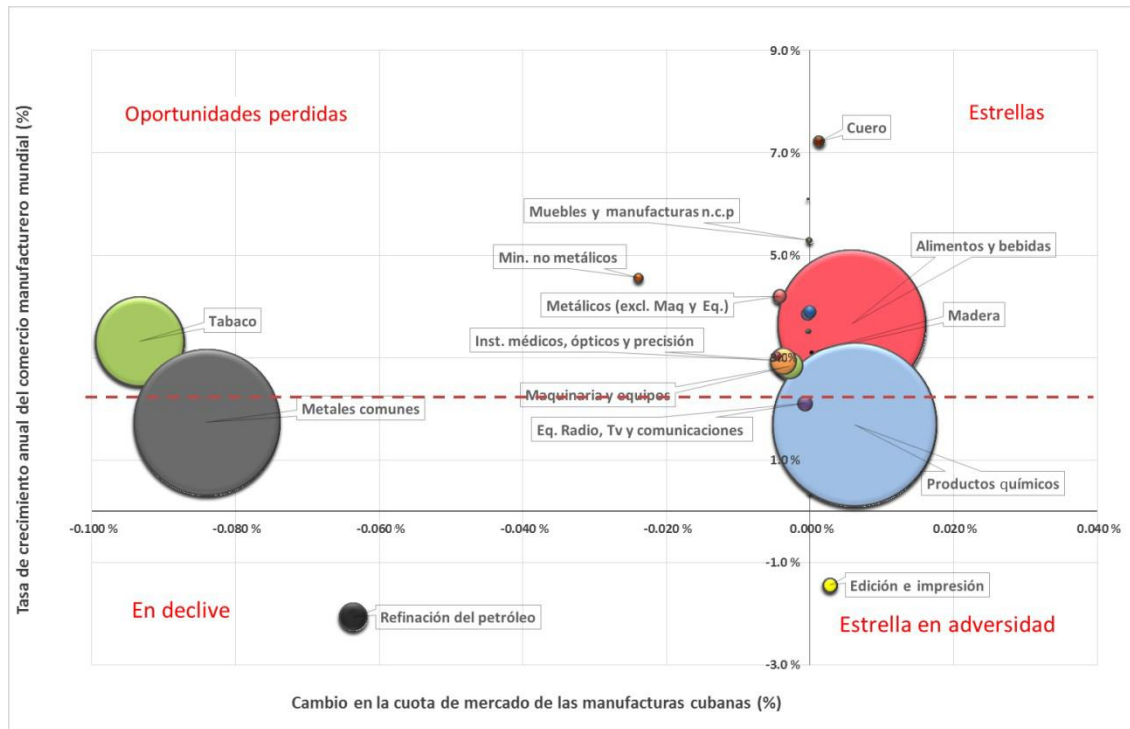 9.0 %
Oportunidades perdidas
Estrellas
Cuero
7.0 %
Muebles y manufacturas n.c.p
Alimentos y bebidas
Min. no metálicos
5.0 %
Metálicos (excl. Maq y Eq.)
Madera
Tabaco
Inst. médicos, ópticos y precisión
3.0 %
Maquinaria y equipos
Metales comunes
Eq. Radio, Tv y comunicaciones
1.0 %
Productos químicos
-0.100 %
-0.080 %
-0.060 %
-0.040 %
-0.020 %
0.000 %
0.020 %
0.040 %
-1.0 %
Edición e impresión
En declive
Refinación del petróleo
Estrella en adversidad
-3.0 %
Tasa de crecimiento anual del comercio manufacturero mundial (%)
Cambio en la cuota de mercado de las manufacturas cubanas (%)